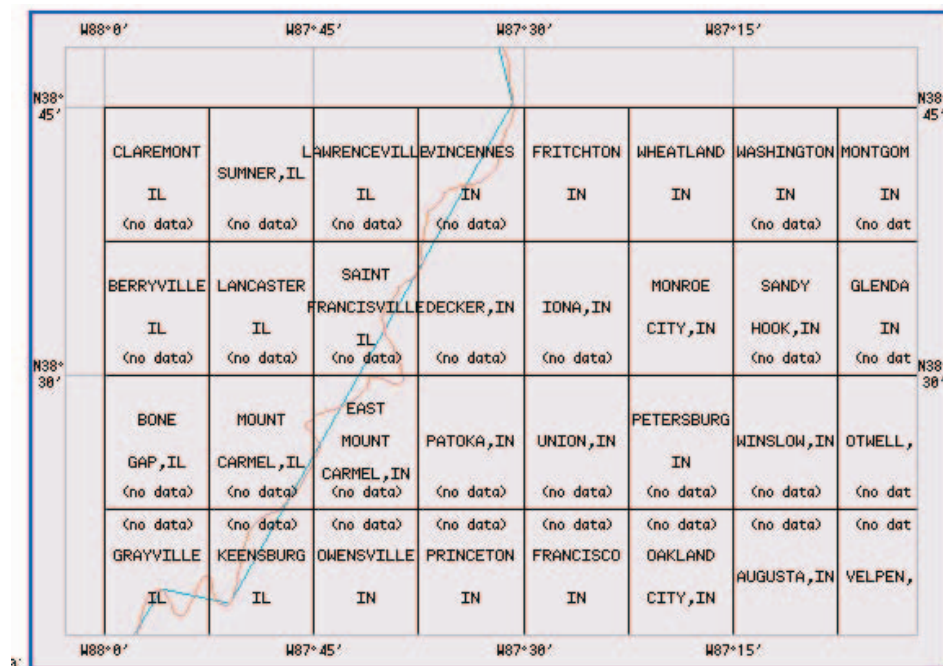 W88°0' W87°45' W87°30' W87°15'
N38° N38
45' 45'
CLAREMONT SUMNER,IL LAWRENCEVILLE VINCENNES FRITCHTON WHEATLAND WASHINGTON MONTGOM
IL IL IN IN IN IN IN
(no data) (no data) (no data) (no data) (no data) (no dat
BERRYVILLE LANCASTER SAINT DECKER,IN IONA,IN MONROE SANDY GLENDA
FRANCISVILLE
IL IL IL CITY,IN HOOK,IN IN
(no data) (no data) (no data) (no data) (no data) (no data) (no dat
N38° N38
30' 30'
BONE MOUNT EAST PATOKA,IN UNION,IN PETERSBURG WINSLOW,IN OTWELL,
GAP,IL CARMEL,IL MOUNT IN
CARMEL,IN
(no data) (no data) (no data) (no data) (no data) (no data) (no data) (no dat
(no data) (no data) (no data) (no data) (no data) (no data) (no data) (no dat
GRAYVILLE KEENSBURG OWENSVILLE PRINCETON FRANCISCO OAKLAND AUGUSTA,IN VELPEN,
IL IL IN IN IN CITY,IN
W88°0' W87°45' W87°30' W87°15'
a: